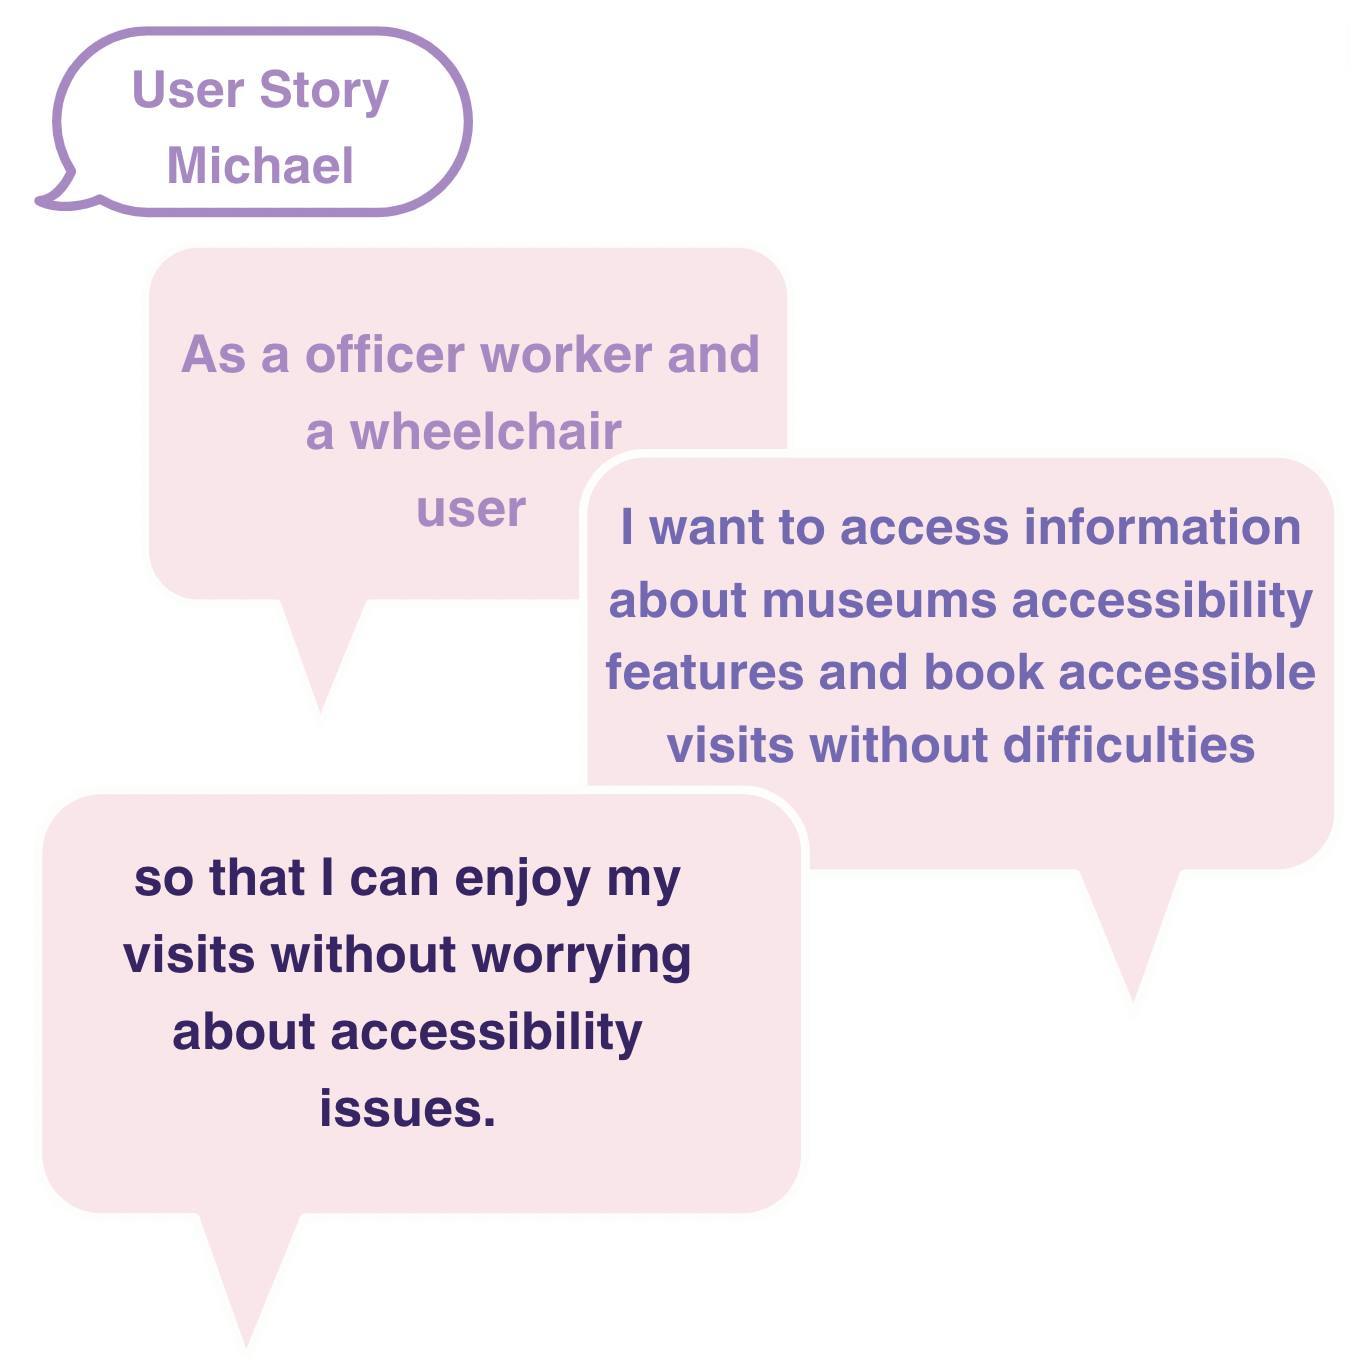 User Story
Michael
As a officer worker and
a wheelchair
user
I want to access information
about museums accessibility
features and book accessible
visits without difficulties
so that I can enjoy my
visits without worrying
about accessibility
issues.